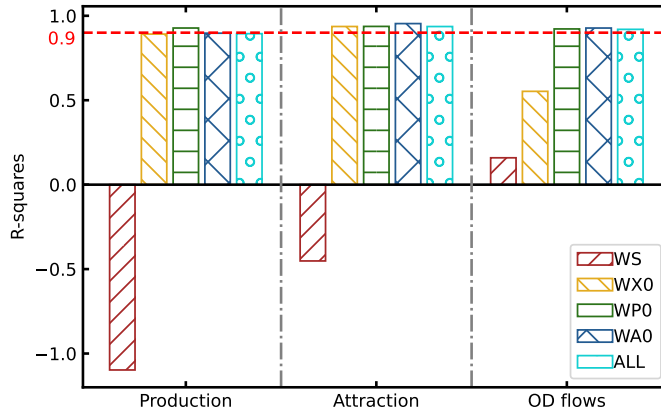 1.0
0.9
0.5
0.0
−0.5
−1.0
R-squares
Production
Attraction
OD flows
WS
WX0
WP0
WA0
ALL